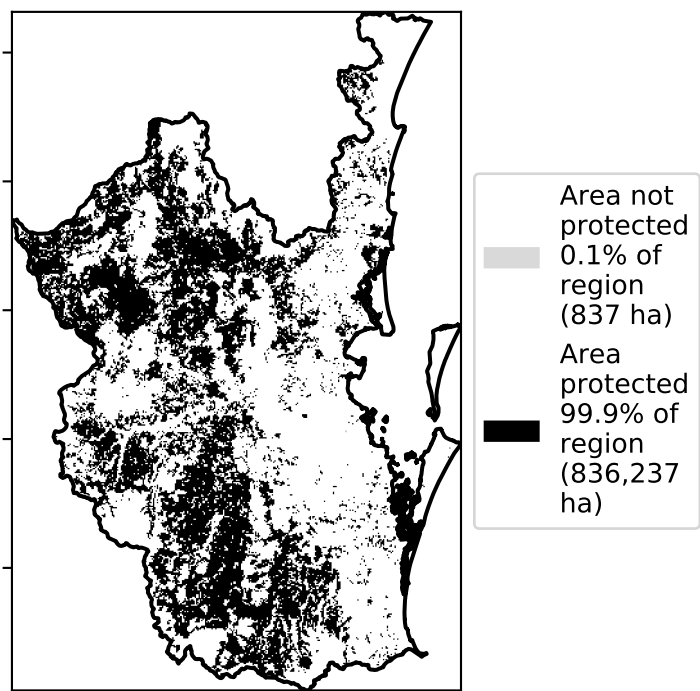 Area not
protected
0.1% of
region
(837 ha)
Area
protected
99.9% of
region
(836,237
ha)